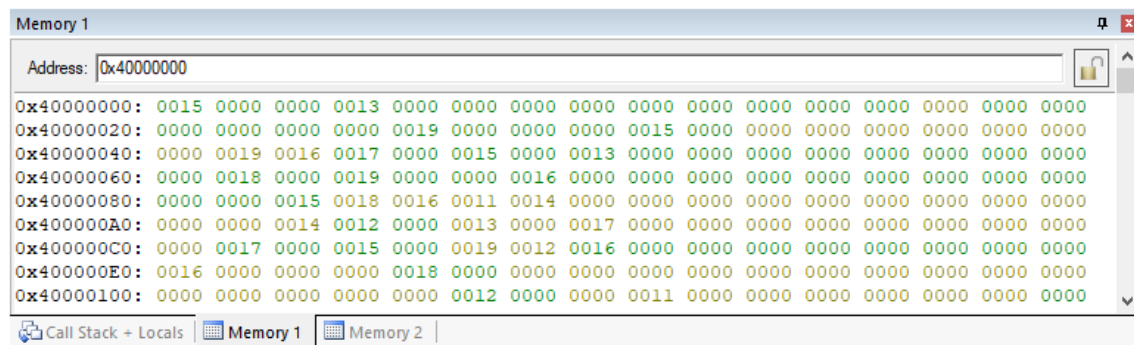 Memory 1
Address: 0x40000000
0x40000000: 0015 0000 0000 0013 0000 0000 0000 0000 0000 0000 0000 0000 0000 0000 0000 0000
0x40000020: 0000 0000 0000 0000 0019 0000 0000 0000 0015 0000 0000 0000 0000 0000 0000 0000
0x40000040: 0000 0019 0016 0017 0000 0015 0000 0013 0000 0000 0000 0000 0000 0000 0000 0000
0x40000060: 0000 0018 0000 0019 0000 0000 0016 0000 0000 0000 0000 0000 0000 0000 0000 0000
0x40000080: 0000 0000 0015 0018 0016 0011 0014 0000 0000 0000 0000 0000 0000 0000 0000 0000
0x400000A0: 0000 0000 0014 0012 0000 0013 0000 0017 0000 0000 0000 0000 0000 0000 0000 0000
0x400000C0: 0000 0017 0000 0015 0000 0019 0012 0016 0000 0000 0000 0000 0000 0000 0000 0000
0x400000E0: 0016 0000 0000 0000 0018 0000 0000 0000 0000 0000 0000 0000 0000 0000 0000 0000
0x40000100: 0000 0000 0000 0000 0000 0012 0000 0000 0011 0000 0000 0000 0000 0000 0000 0000
Call Stack + Locals Memory 1 Memory 2